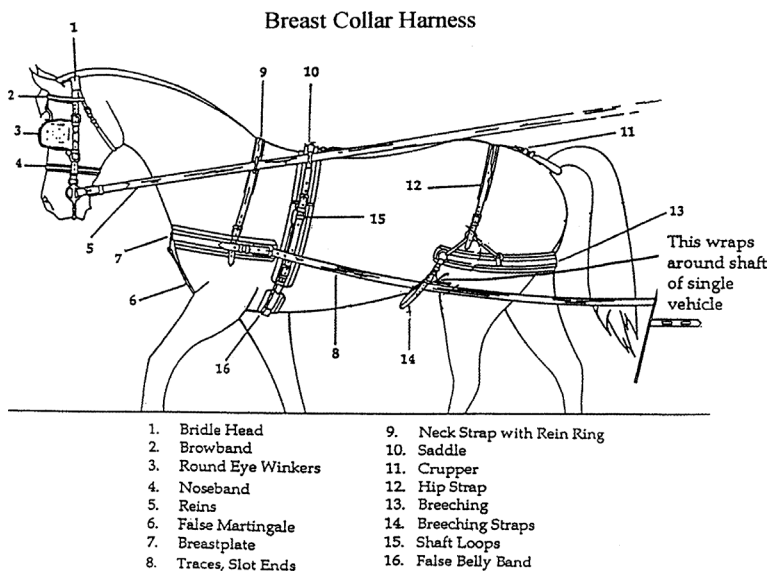 Breast Collar Harness
1
2
3
4
5
6
7
8
9
10
11
12
13
14
15
16
This wraps
around shaft
of single
vehicle
1. Bridle Head
2. Browband
3. Round Eye Winkers
4. Noseband
5. Reins
6. False Martingale
7. Breastplate
8. Traces, Slot Ends
9. Neck Strap with Rein Ring
10. Saddle
11. Crupper
12. Hip Strap
13. Breeching
14. Breeching Straps
15. Shaft Loops
16. False Belly Band